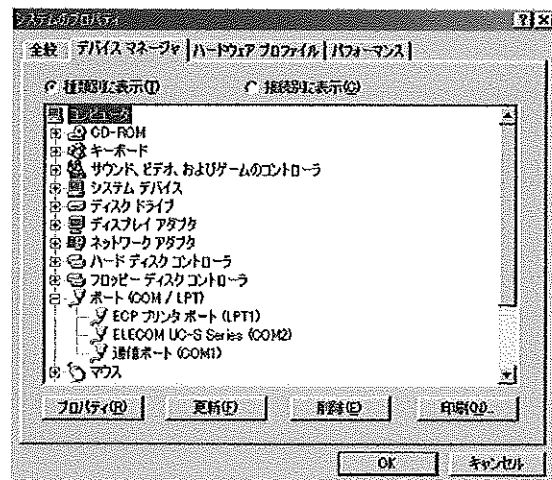 システムのプロパティ
全般 デバイス マネージャ ハードウェア プロファイル パフォーマンス
種類別に表示(T) 接続別に表示(C)
コンピュータ
CD-ROM
キーボード
サウンド、ビデオ、およびゲームのコントローラ
システム デバイス
ディスク ドライブ
ディスプレイ アダプタ
ネットワーク アダプタ
ハード ディスク コントローラ
フロッピー ディスク コントローラ
ポート (COM / LPT)
ECP プリンタ ポート (LPT1)
ELECOM UC-S Series (COM2)
通信ポート (COM1)
マウス
プロパティ(R) 更新(F) 削除(E) 印刷(N)...
OK キャンセル